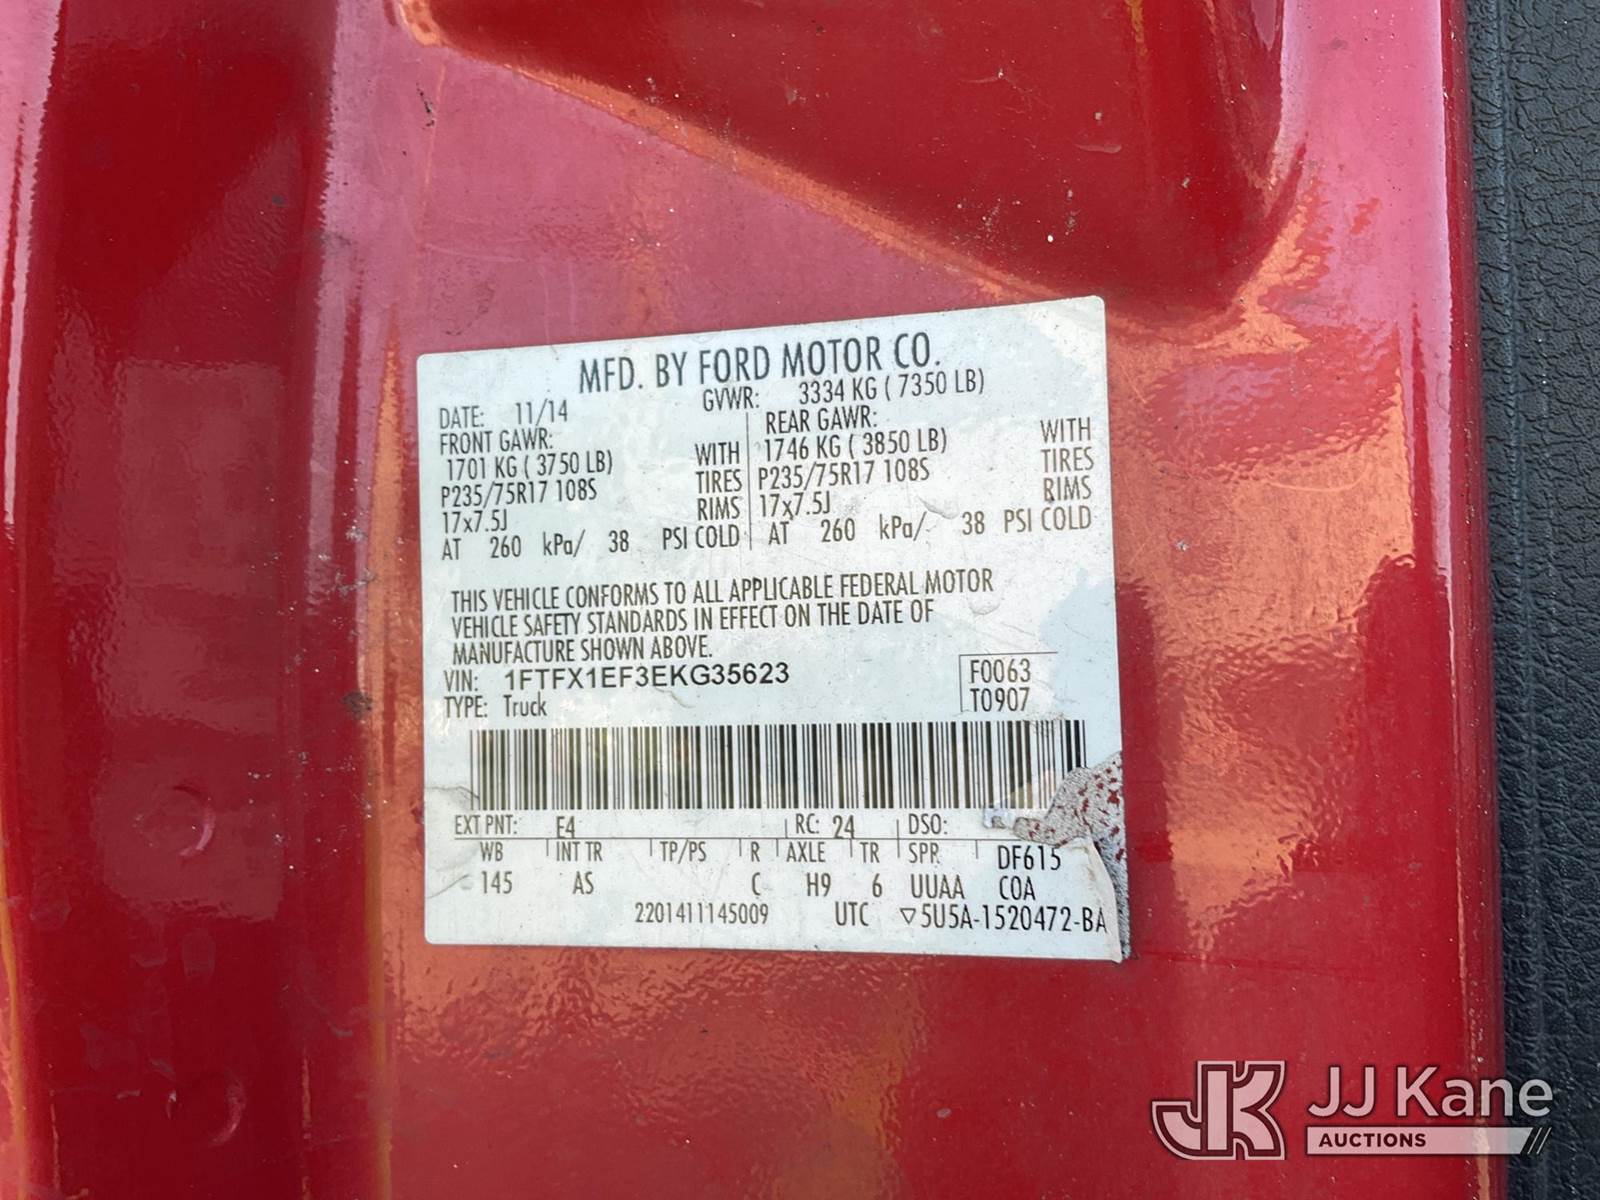 MFD. BY FORD MOTOR CO.
DATE: 11/14 GVWR: 3334 KG ( 7350 LB)
FRONT GAWR: REAR GAWR:
1701 KG ( 3750 LB) WITH 1746 KG ( 3850 LB) WITH
P235/75R17 108S TIRES P235/75R17 108S TIRES
17x7.5J RIMS 17x7.5J RIMS
AT 260 kPa/ 38 PSI COLD AT 260 kPa/ 38 PSI COLD
THIS VEHICLE CONFORMS TO ALL APPLICABLE FEDERAL MOTOR
VEHICLE SAFETY STANDARDS IN EFFECT ON THE DATE OF
MANUFACTURE SHOWN ABOVE.
VIN: 1FTFX1EF3EKG35623 F0063
TYPE: Truck T0907
EXT PNT: E4 RC: 24 DSO:
WB INT TR TP/PS R AXLE TR SPR DF615
145 AS C H9 6 UUAA COA
2201411145009 UTC ▽5U5A-1520472-BA
JK JJ Kane
AUCTIONS